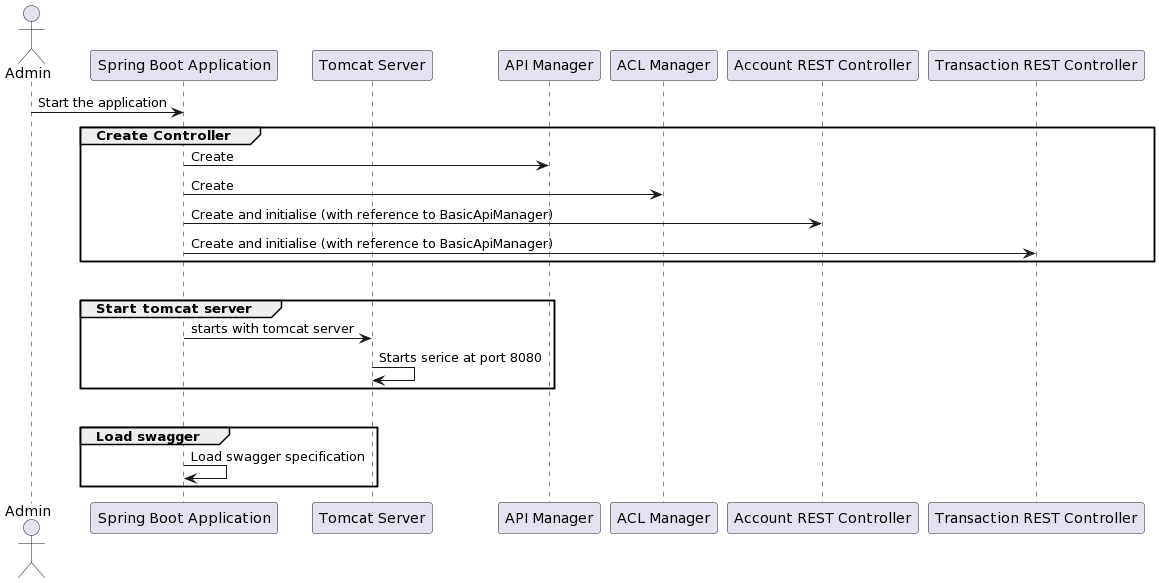 Admin
Spring Boot Application
Tomcat Server
API Manager
ACL Manager
Account REST Controller
Transaction REST Controller
Start the application
Create Controller
Create
Create
Create and initialise (with reference to BasicApiManager)
Create and initialise (with reference to BasicApiManager)
Start tomcat server
starts with tomcat server
Starts serice at port 8080
Load swagger
Load swagger specification
Admin
Spring Boot Application
Tomcat Server
API Manager
ACL Manager
Account REST Controller
Transaction REST Controller